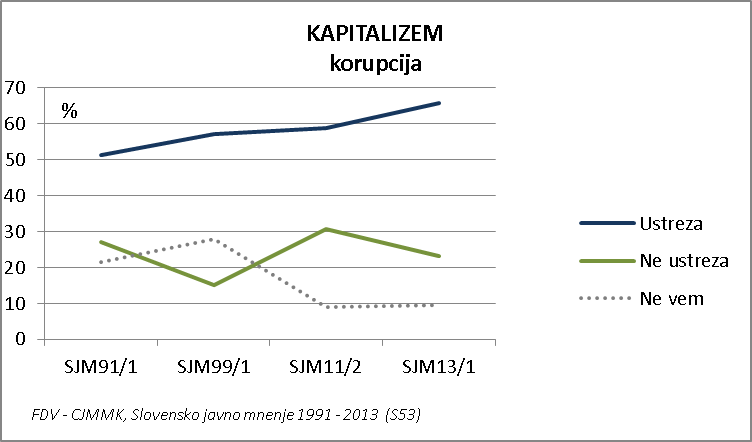 KAPITALIZEM
korupcija
70
%
60
50
40
30
20
10
0
SJM91/1 SJM99/1 SJM11/2 SJM13/1
Ustreza
Ne ustreza
Ne vem
FDV - CJMMK, Slovensko javno mnenje 1991 - 2013 (S53)